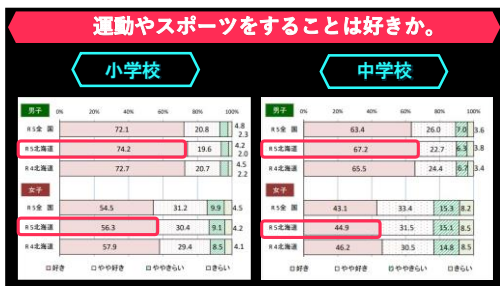 運動やスポーツをすることは好きか。
小学校
男子 0% 20% 40% 60% 80% 100%
R5全 国 72.1 20.8 4.8 2.3
R5北海道 74.2 19.6 4.2 2.0
R4北海道 72.7 20.7 4.5 2.2
女子
R5全 国 54.5 31.2 9.9 4.5
R5北海道 56.3 30.4 9.1 4.2
R4北海道 57.9 29.4 8.5 4.1
□好き □やや好き □ややきらい □きらい
中学校
男子 0% 20% 40% 60% 80% 100%
R5全 国 63.4 26.0 7.0 3.6
R5北海道 67.2 22.7 6.3 3.8
R4北海道 65.5 24.4 6.7 3.4
女子
R5全 国 43.1 33.4 15.3 8.2
R5北海道 44.9 31.5 15.1 8.5
R4北海道 46.2 30.5 14.8 8.5
□好き □やや好き □ややきらい □きらい